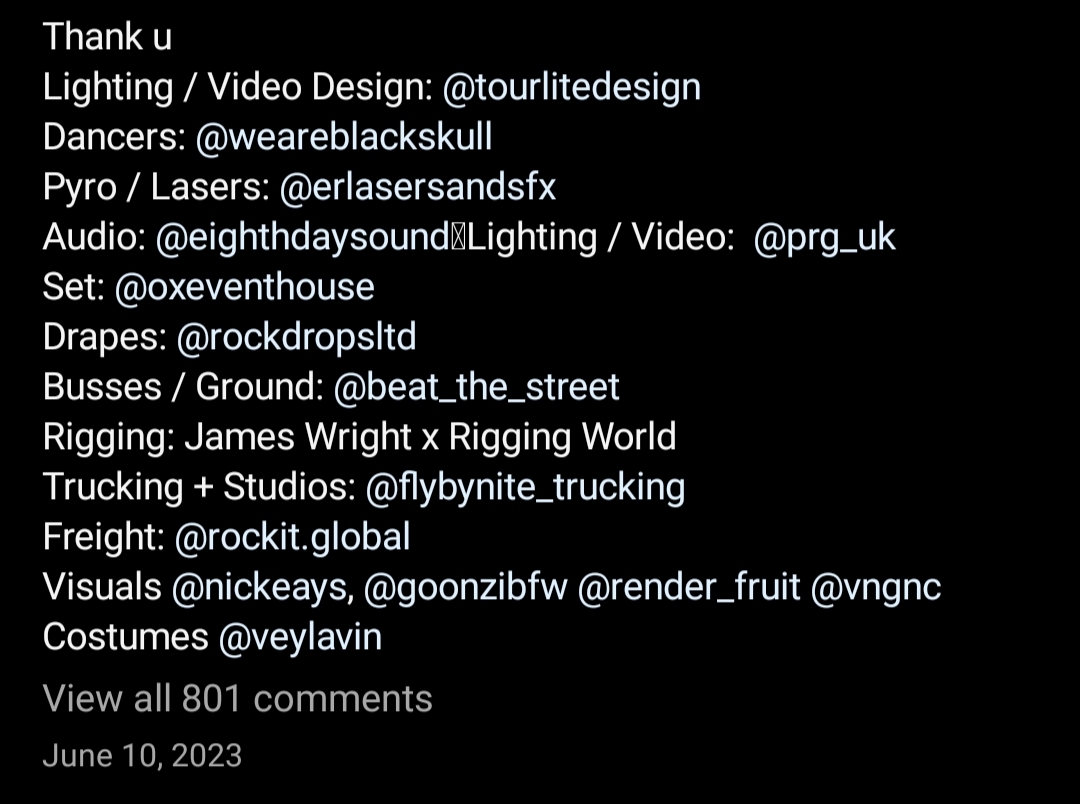 Thank u
Lighting / Video Design: @tourlitedesign
Dancers: @weareblackskull
Pyro / Lasers: @erlasersandsfx
Audio: @eighthdaysound Lighting / Video:  @prg_uk
Set: @oxeventhouse
Drapes: @rockdropsltd
Busses / Ground: @beat_the_street
Rigging: James Wright x Rigging World
Trucking + Studios: @flybynite_trucking
Freight: @rockit.global
Visuals @nickeays, @goonzibfw @render_fruit @vngnc
Costumes @veylavin
View all 801 comments
June 10, 2023